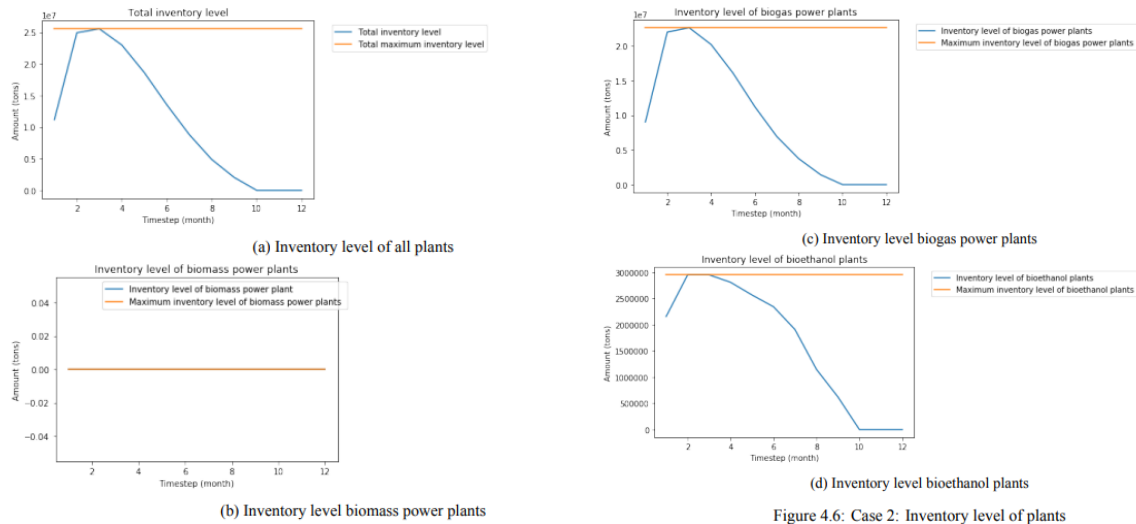 Total inventory level
1e7
2.5
2.0
1.5
1.0
0.5
0.0
Amount (tons)
2 4 6 8 10 12
Timestep (month)
Total inventory level
Total maximum inventory level
(a) Inventory level of all plants
Inventory level of biomass power plants
0.04
0.02
0.00
−0.02
−0.04
Amount (tons)
2 4 6 8 10 12
Timestep (month)
Inventory level of biomass power plant
Maximum inventory level of biomass power plants
(b) Inventory level biomass power plants
Inventory level of biogas power plants
1e7
2.0
1.5
1.0
0.5
0.0
Amount (tons)
2 4 6 8 10 12
Timestep (month)
Inventory level of biogas power plants
Maximum inventory level of biogas power plants
(c) Inventory level biogas power plants
Inventory level of bioethanol plants
3000000
2500000
2000000
1500000
1000000
500000
0
Amount (tons)
2 4 6 8 10 12
Timestep (month)
Inventory level of bioethanol plants
Maximum inventory level of bioethanol plants
(d) Inventory level bioethanol plants
Figure 4.6: Case 2: Inventory Level of plants